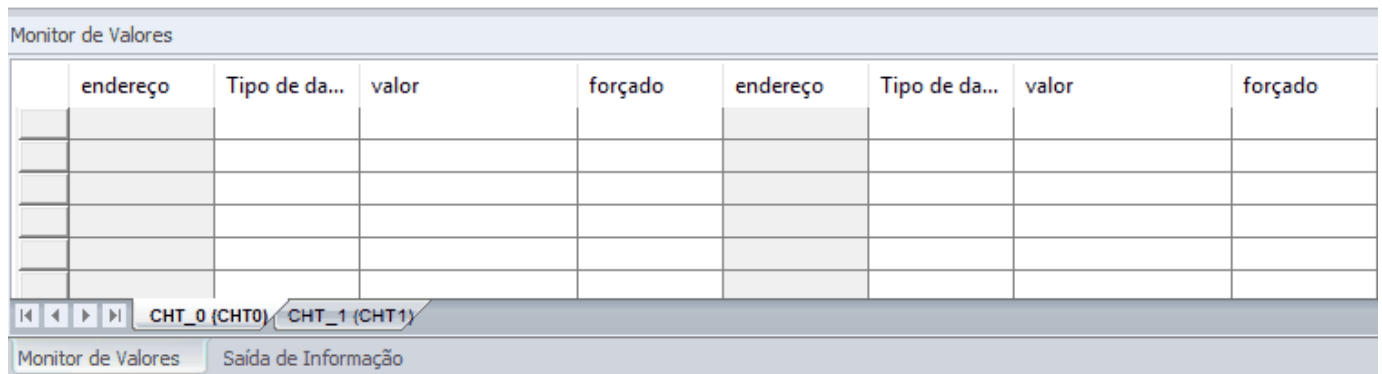 Monitor de Valores
endereço Tipo de da... valor forçado endereço Tipo de da... valor forçado
CHT_0 (CHT0) CHT_1 (CHT1)
Monitor de Valores Saída de Informação